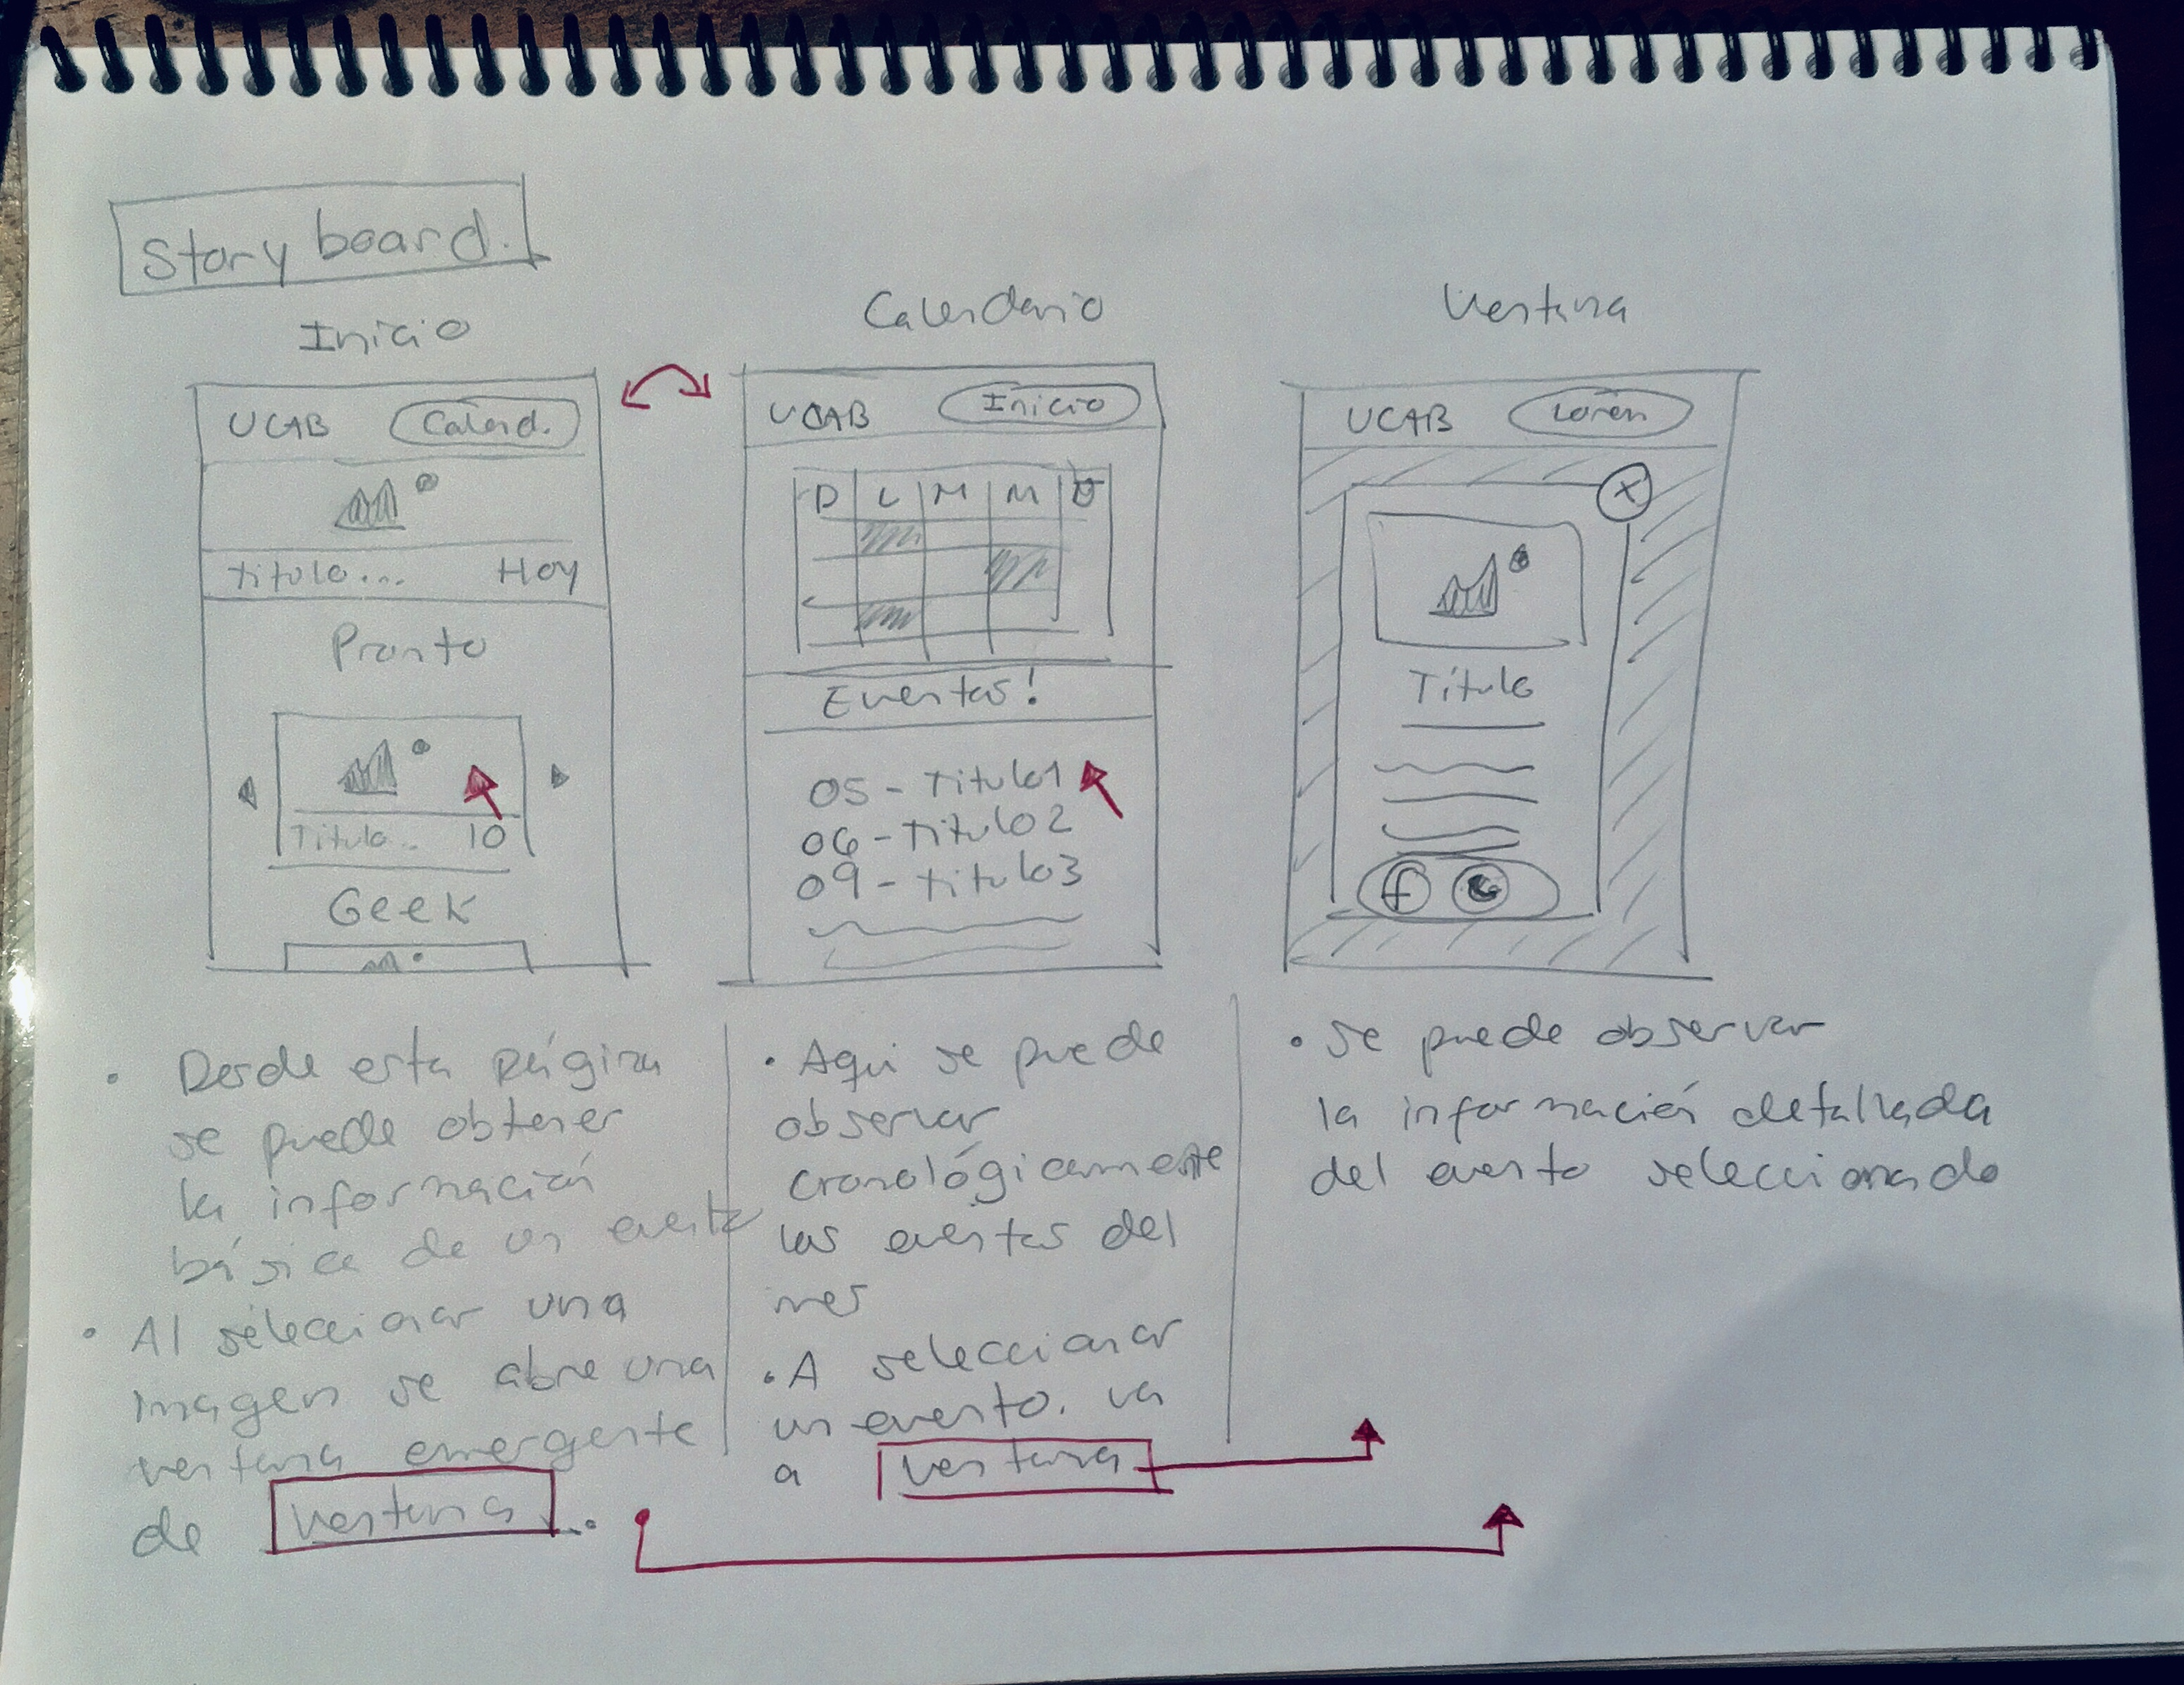 Story board.
Inicio
UCAB Calend.
Titulo... Hoy
Pronto
Titulo.. 10
Geek
Calendario
UCAB Inicio
D L M M J
Eventos!
05 - Titulo1
06 - Titulo2
09 - Titulo3
Ventana
UCAB Lorem
X
Título
f
• Desde esta Página
se puede obtener
la información
básica de un evento
• Al seleccionar una
imagen se abre una
ventana emergente
de Ventana
• Aqui se puede
observar
cronológicamente
los eventos del
mes
• A seleccionar
un evento. va
a Ventana
• Se puede observar
la información detallada
del evento seleccionado